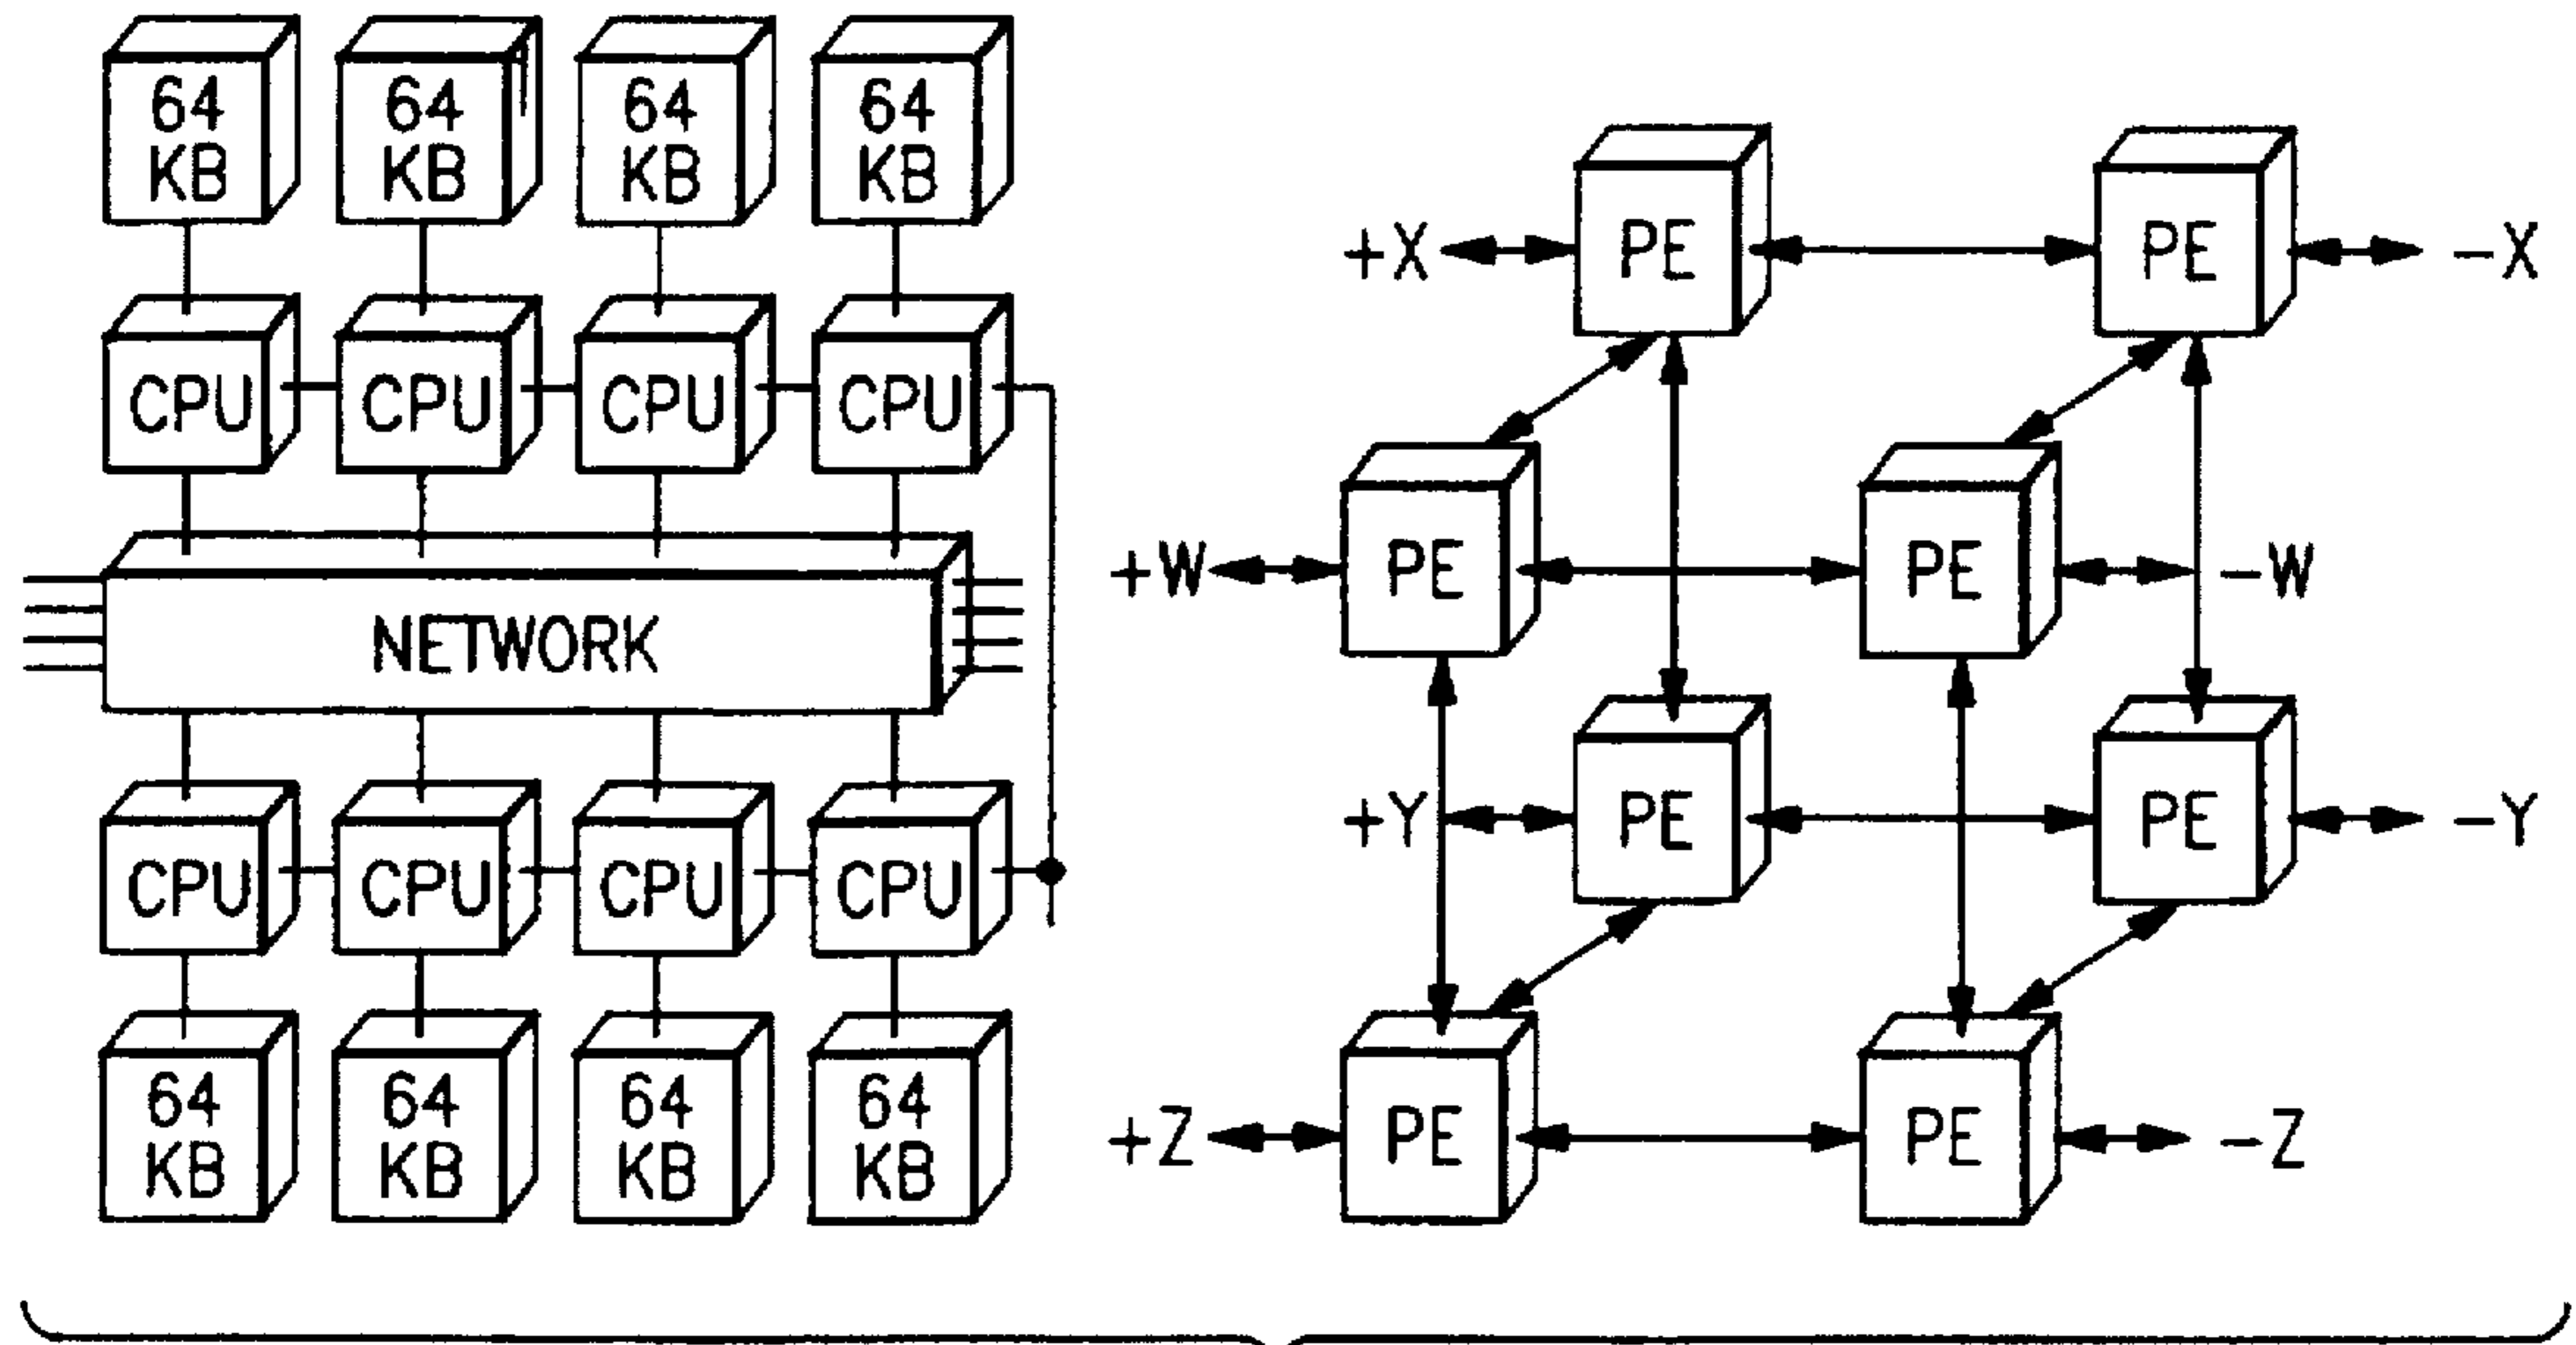 64 KB
64 KB
64 KB
64 KB
CPU
CPU
CPU
CPU
NETWORK
CPU
CPU
CPU
CPU
64 KB
64 KB
64 KB
64 KB
+X
PE
PE
−X
+W
PE
PE
−W
+Y
PE
PE
−Y
+Z
PE
PE
−Z